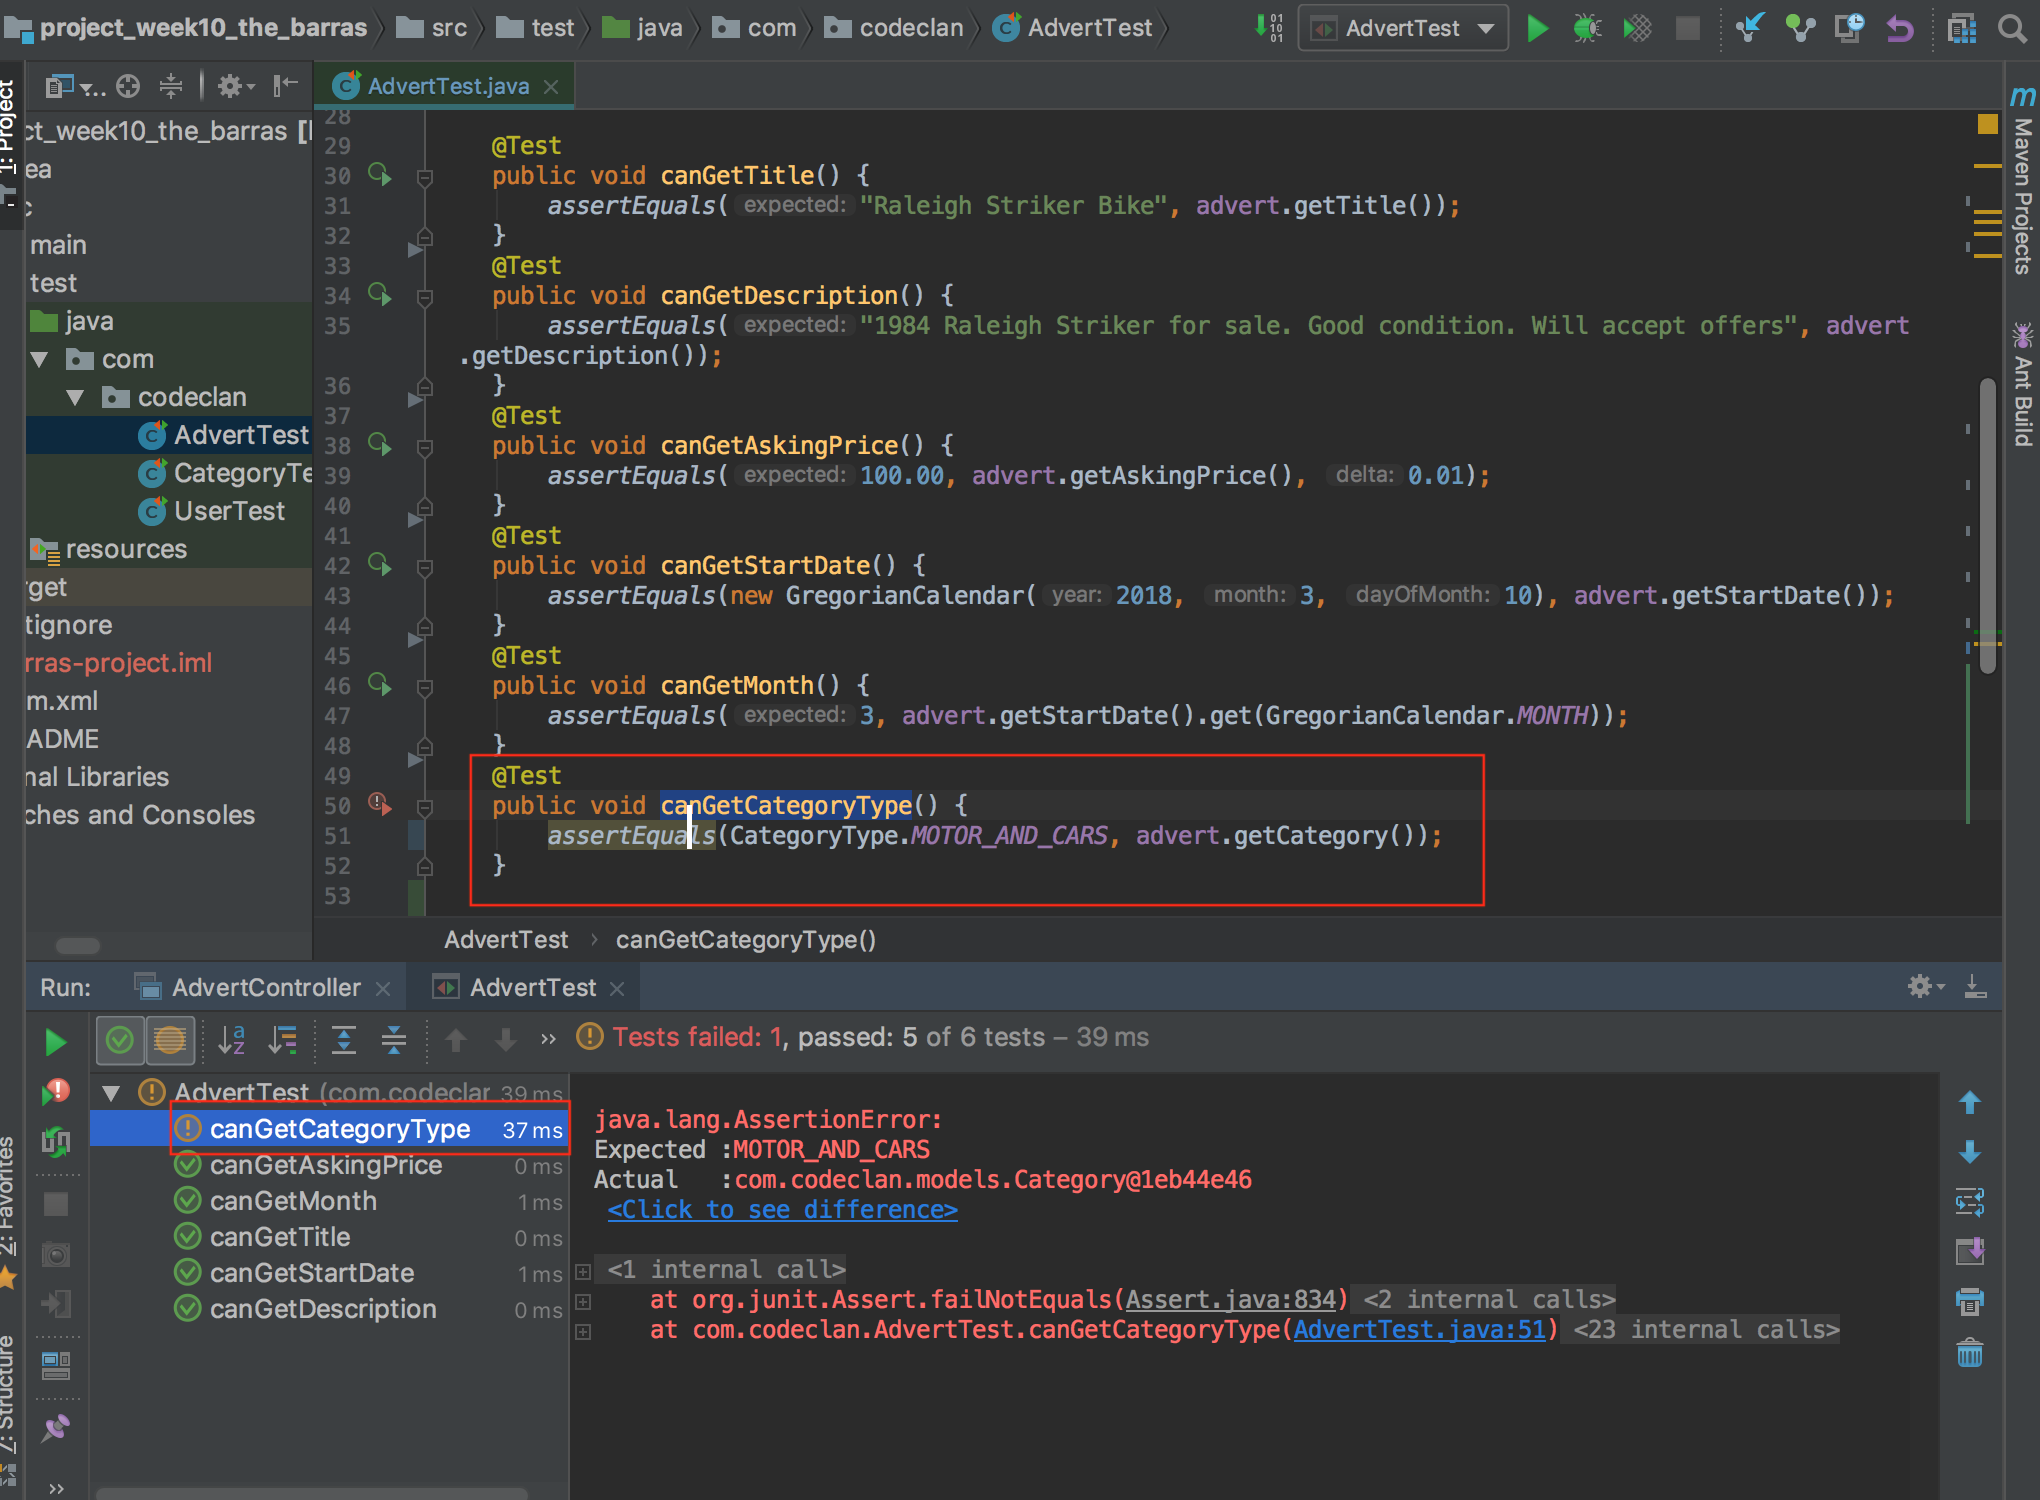 project_week10_the_barras src test java com codeclan AdvertTest AdvertTest
AdvertTest.java
1: Project
ct_week10_the_barras [
ea
c
main
test
java
com
codeclan
AdvertTest
CategoryTe
UserTest
resources
rget
tignore
rras-project.iml
m.xml
ADME
nal Libraries
ches and Consoles
28
29 @Test
30 public void canGetTitle() {
31 assertEquals( expected: "Raleigh Striker Bike", advert.getTitle());
32 }
33 @Test
34 public void canGetDescription() {
35 assertEquals( expected: "1984 Raleigh Striker for sale. Good condition. Will accept offers", advert
.getDescription());
36 }
37 @Test
38 public void canGetAskingPrice() {
39 assertEquals( expected: 100.00, advert.getAskingPrice(), delta: 0.01);
40 }
41 @Test
42 public void canGetStartDate() {
43 assertEquals(new GregorianCalendar( year: 2018, month: 3, dayOfMonth: 10), advert.getStartDate());
44 }
45 @Test
46 public void canGetMonth() {
47 assertEquals( expected: 3, advert.getStartDate().get(GregorianCalendar.MONTH));
48 }
49 @Test
50 public void canGetCategoryType() {
51 assertEquals(CategoryType.MOTOR_AND_CARS, advert.getCategory());
52 }
53
AdvertTest › canGetCategoryType()
Maven Projects
Ant Build
Run: AdvertController AdvertTest
Tests failed: 1, passed: 5 of 6 tests – 39 ms
AdvertTest (com.codeclar 39 ms
canGetCategoryType 37 ms
canGetAskingPrice 0 ms
canGetMonth 1 ms
canGetTitle 0 ms
canGetStartDate 1 ms
canGetDescription 0 ms
java.lang.AssertionError:
Expected :MOTOR_AND_CARS
Actual :com.codeclan.models.Category@1eb44e46
<Click to see difference>
<1 internal call>
at org.junit.Assert.failNotEquals(Assert.java:834) <2 internal calls>
at com.codeclan.AdvertTest.canGetCategoryType(AdvertTest.java:51) <23 internal calls>
2: Favorites
7: Structure